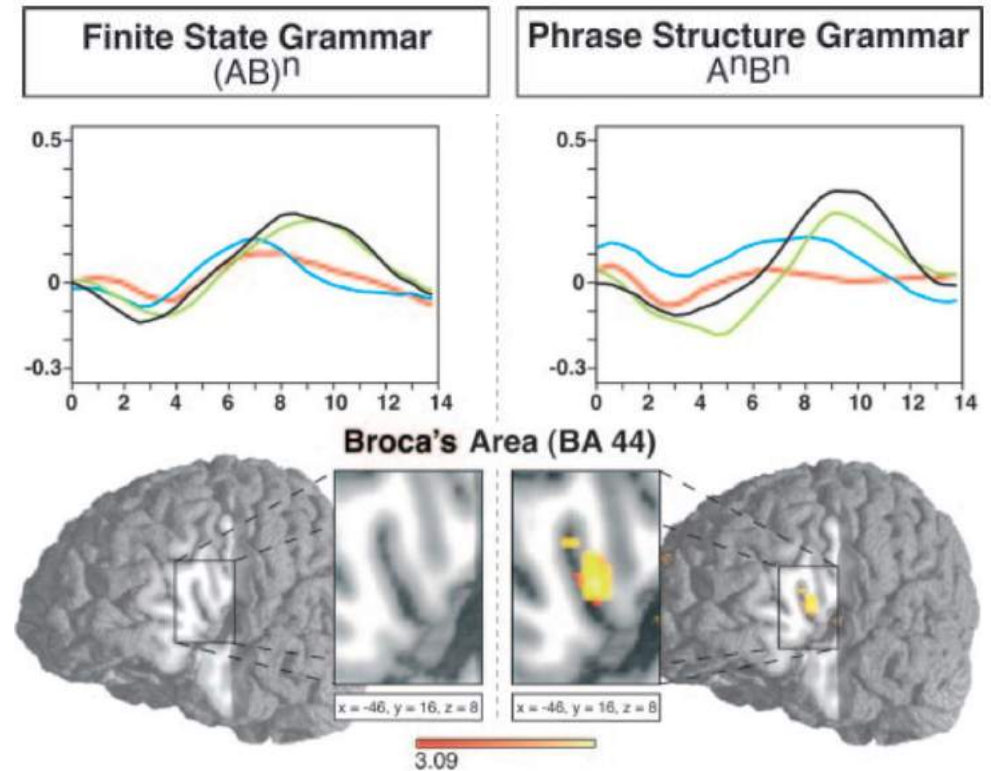 Finite State Grammar
(AB)ⁿ
Phrase Structure Grammar
AⁿBⁿ
0.5
0
-0.3
0 2 4 6 8 10 12 14
0.5
0
-0.3
0 2 4 6 8 10 12 14
Broca's Area (BA 44)
x = -46, y = 16, z = 8
x = -46, y = 16, z = 8
3.09